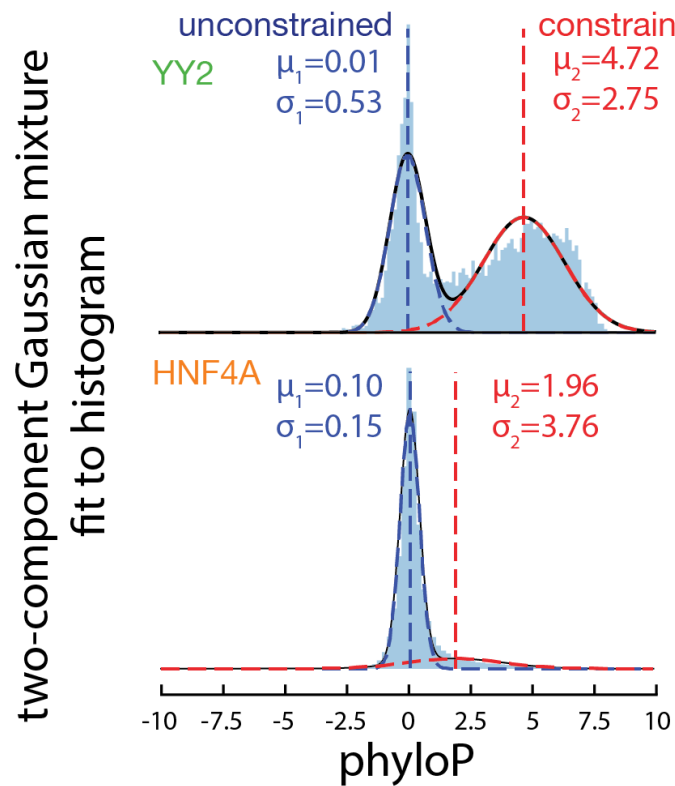 two-component Gaussian mixture
fit to histogram
unconstrained
constrain
YY2
μ₁=0.01
σ₁=0.53
μ₂=4.72
σ₂=2.75
HNF4A
μ₁=0.10
σ₁=0.15
μ₂=1.96
σ₂=3.76
-10 -7.5 -5 -2.5 0 2.5 5 7.5 10
phyloP